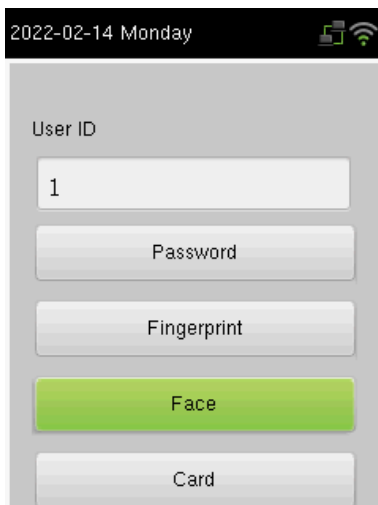 2022-02-14 Monday
User ID
1
Password
Fingerprint
Face
Card